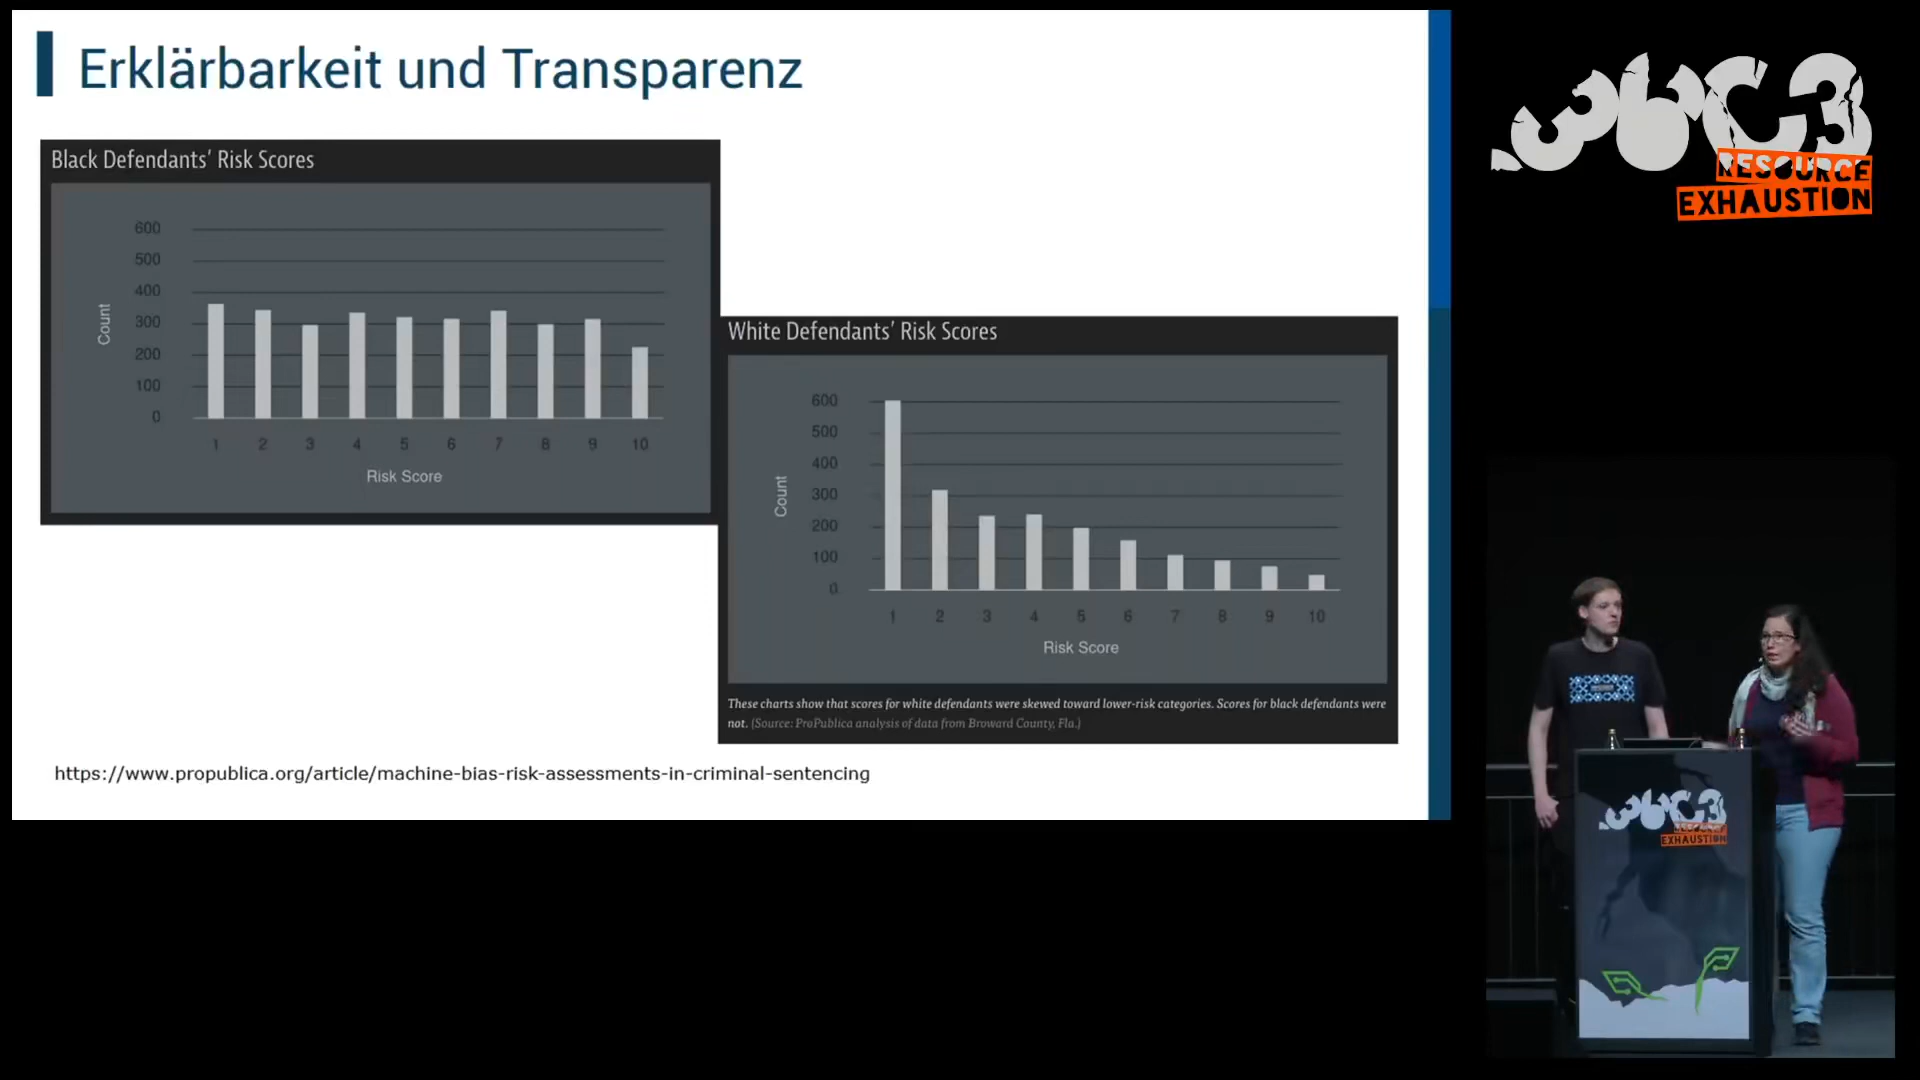 Erklärbarkeit und Transparenz
Black Defendants' Risk Scores
600
500
400
300
200
100
0
Count
1 2 3 4 5 6 7 8 9 10
Risk Score
White Defendants' Risk Scores
600
500
400
300
200
100
0
Count
1 2 3 4 5 6 7 8 9 10
Risk Score
These charts show that scores for white defendants were skewed toward lower-risk categories. Scores for black defendants were
not. (Source: ProPublica analysis of data from Broward County, Fla.)
https://www.propublica.org/article/machine-bias-risk-assessments-in-criminal-sentencing
36C3
RESOURCE
EXHAUSTION
36C3
RESOURCE
EXHAUSTION